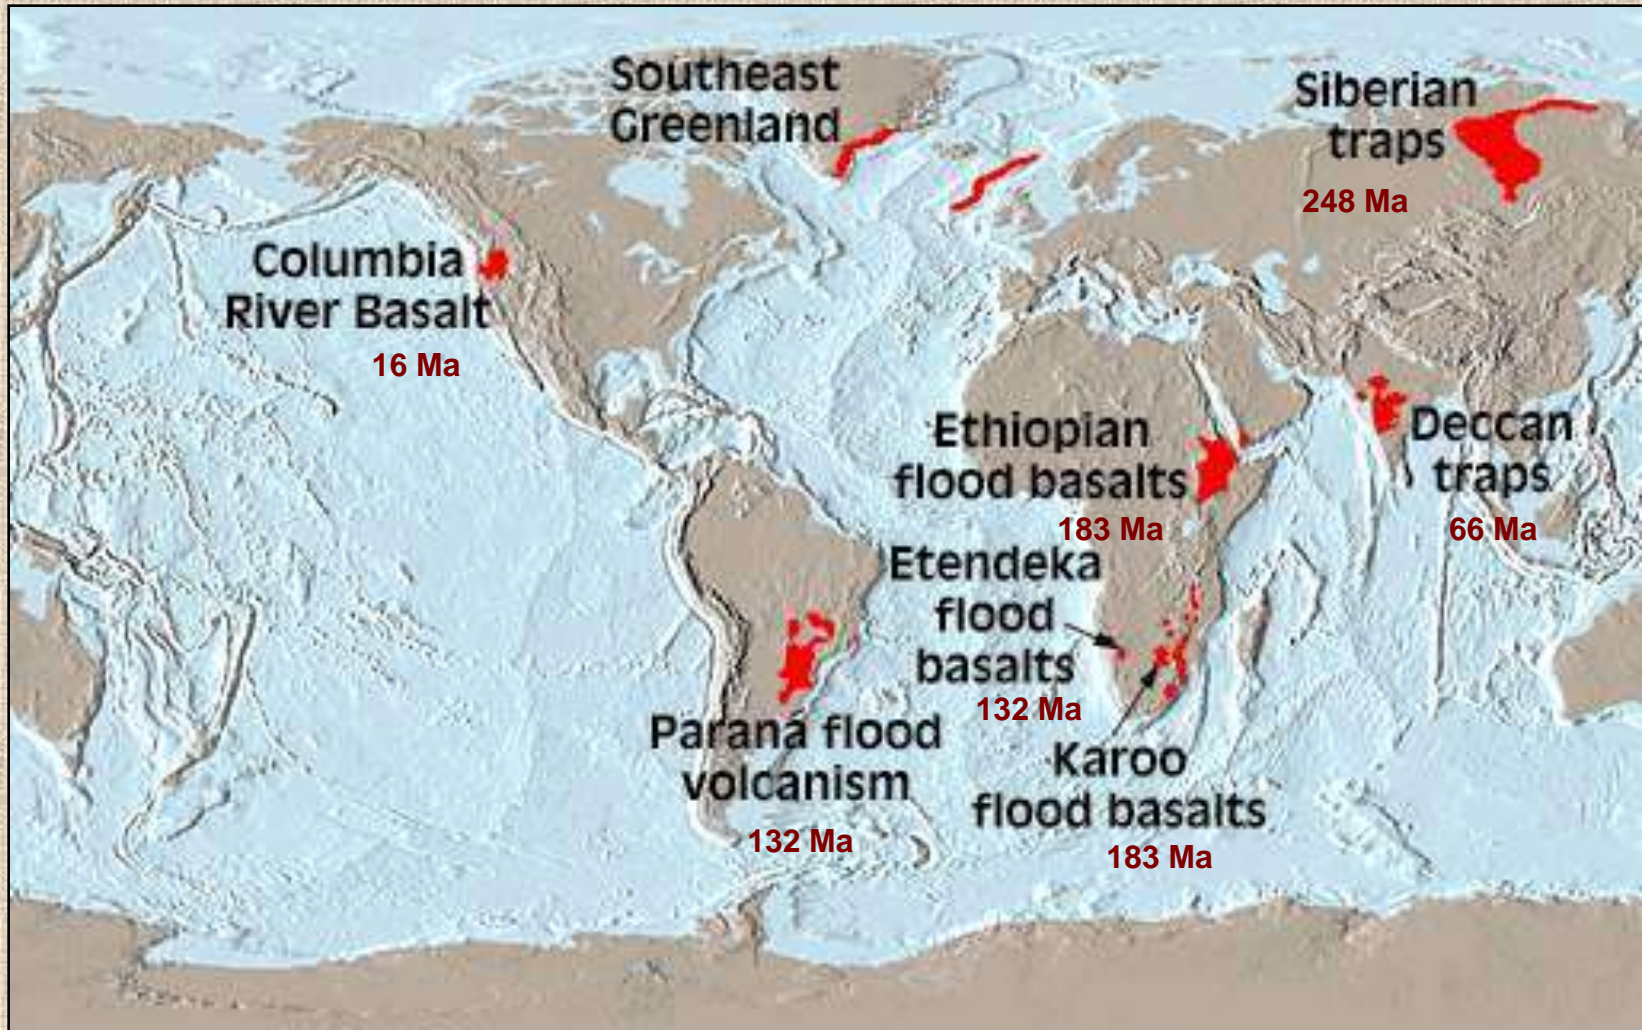 Southeast
Greenland
Siberian
traps
248 Ma
Columbia
River Basalt
16 Ma
Ethiopian
flood basalts
183 Ma
Deccan
traps
66 Ma
Etendeka
flood
basalts
132 Ma
Paraná flood
volcanism
132 Ma
Karoo
flood basalts
183 Ma